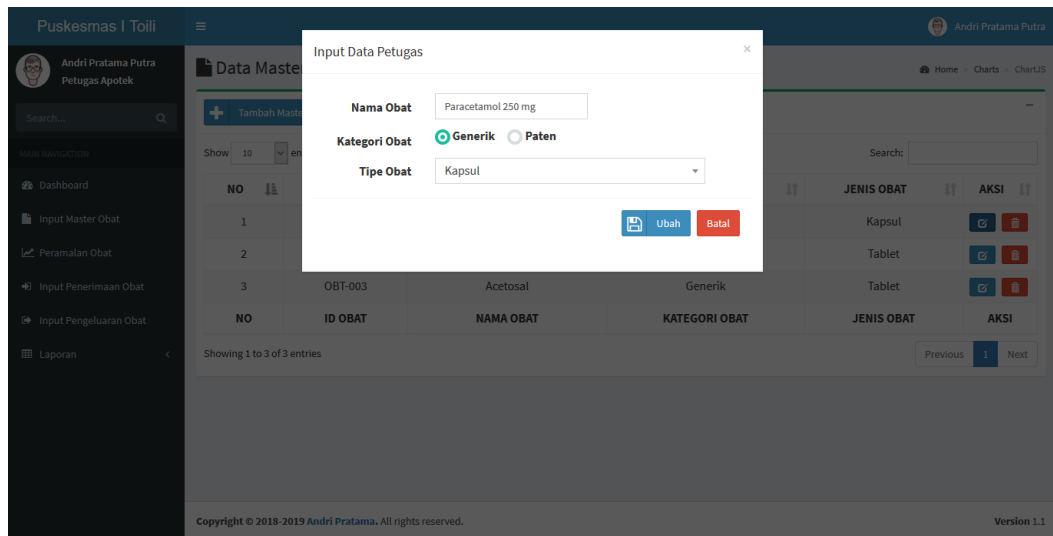 Puskesmas I Toili
Andri Pratama Putra
Andri Pratama Putra
Petugas Apotek
Search...
MAIN NAVIGATION
Dashboard
Input Master Obat
Peramalan Obat
Input Penerimaan Obat
Input Pengeluaran Obat
Laporan
Data Maste
Home > Charts > ChartJS
Tambah Maste
Show 10 en
Search:
NO JENIS OBAT AKSI
1 Kapsul
2 Tablet
3 OBT-003 Acetosal Generik Tablet
NO ID OBAT NAMA OBAT KATEGORI OBAT JENIS OBAT AKSI
Showing 1 to 3 of 3 entries
Previous 1 Next
Input Data Petugas ×
Nama Obat Paracetamol 250 mg
Kategori Obat Generik Paten
Tipe Obat Kapsul
Ubah Batal
Copyright © 2018-2019 Andri Pratama. All rights reserved.
Version 1.1